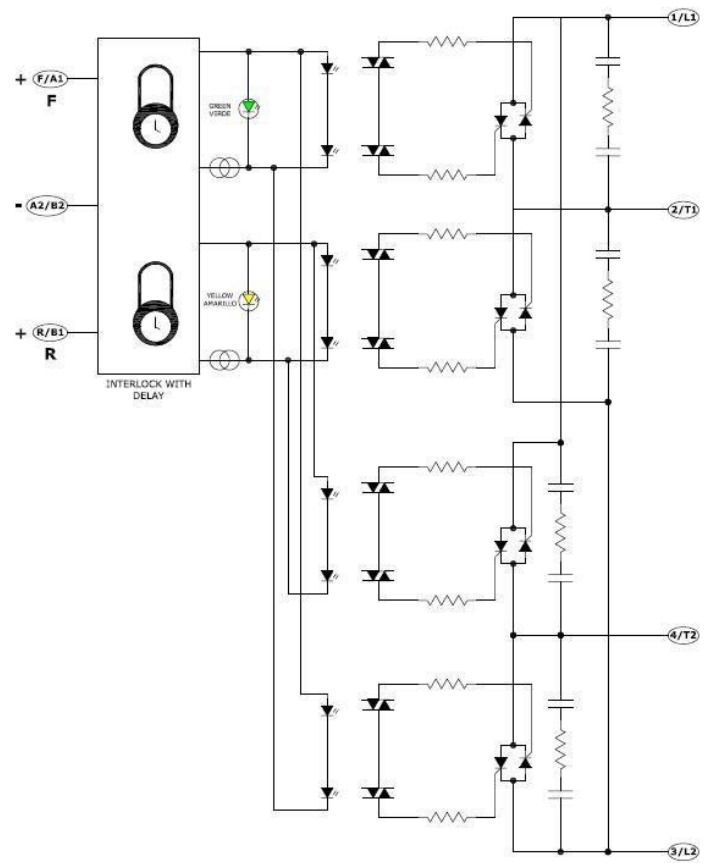 1/L1
+ F/A1
F
GREEN
VERDE
- A2/B2
2/T1
YELLOW
AMARILLO
+ R/B1
R
INTERLOCK WITH
DELAY
4/T2
3/L2